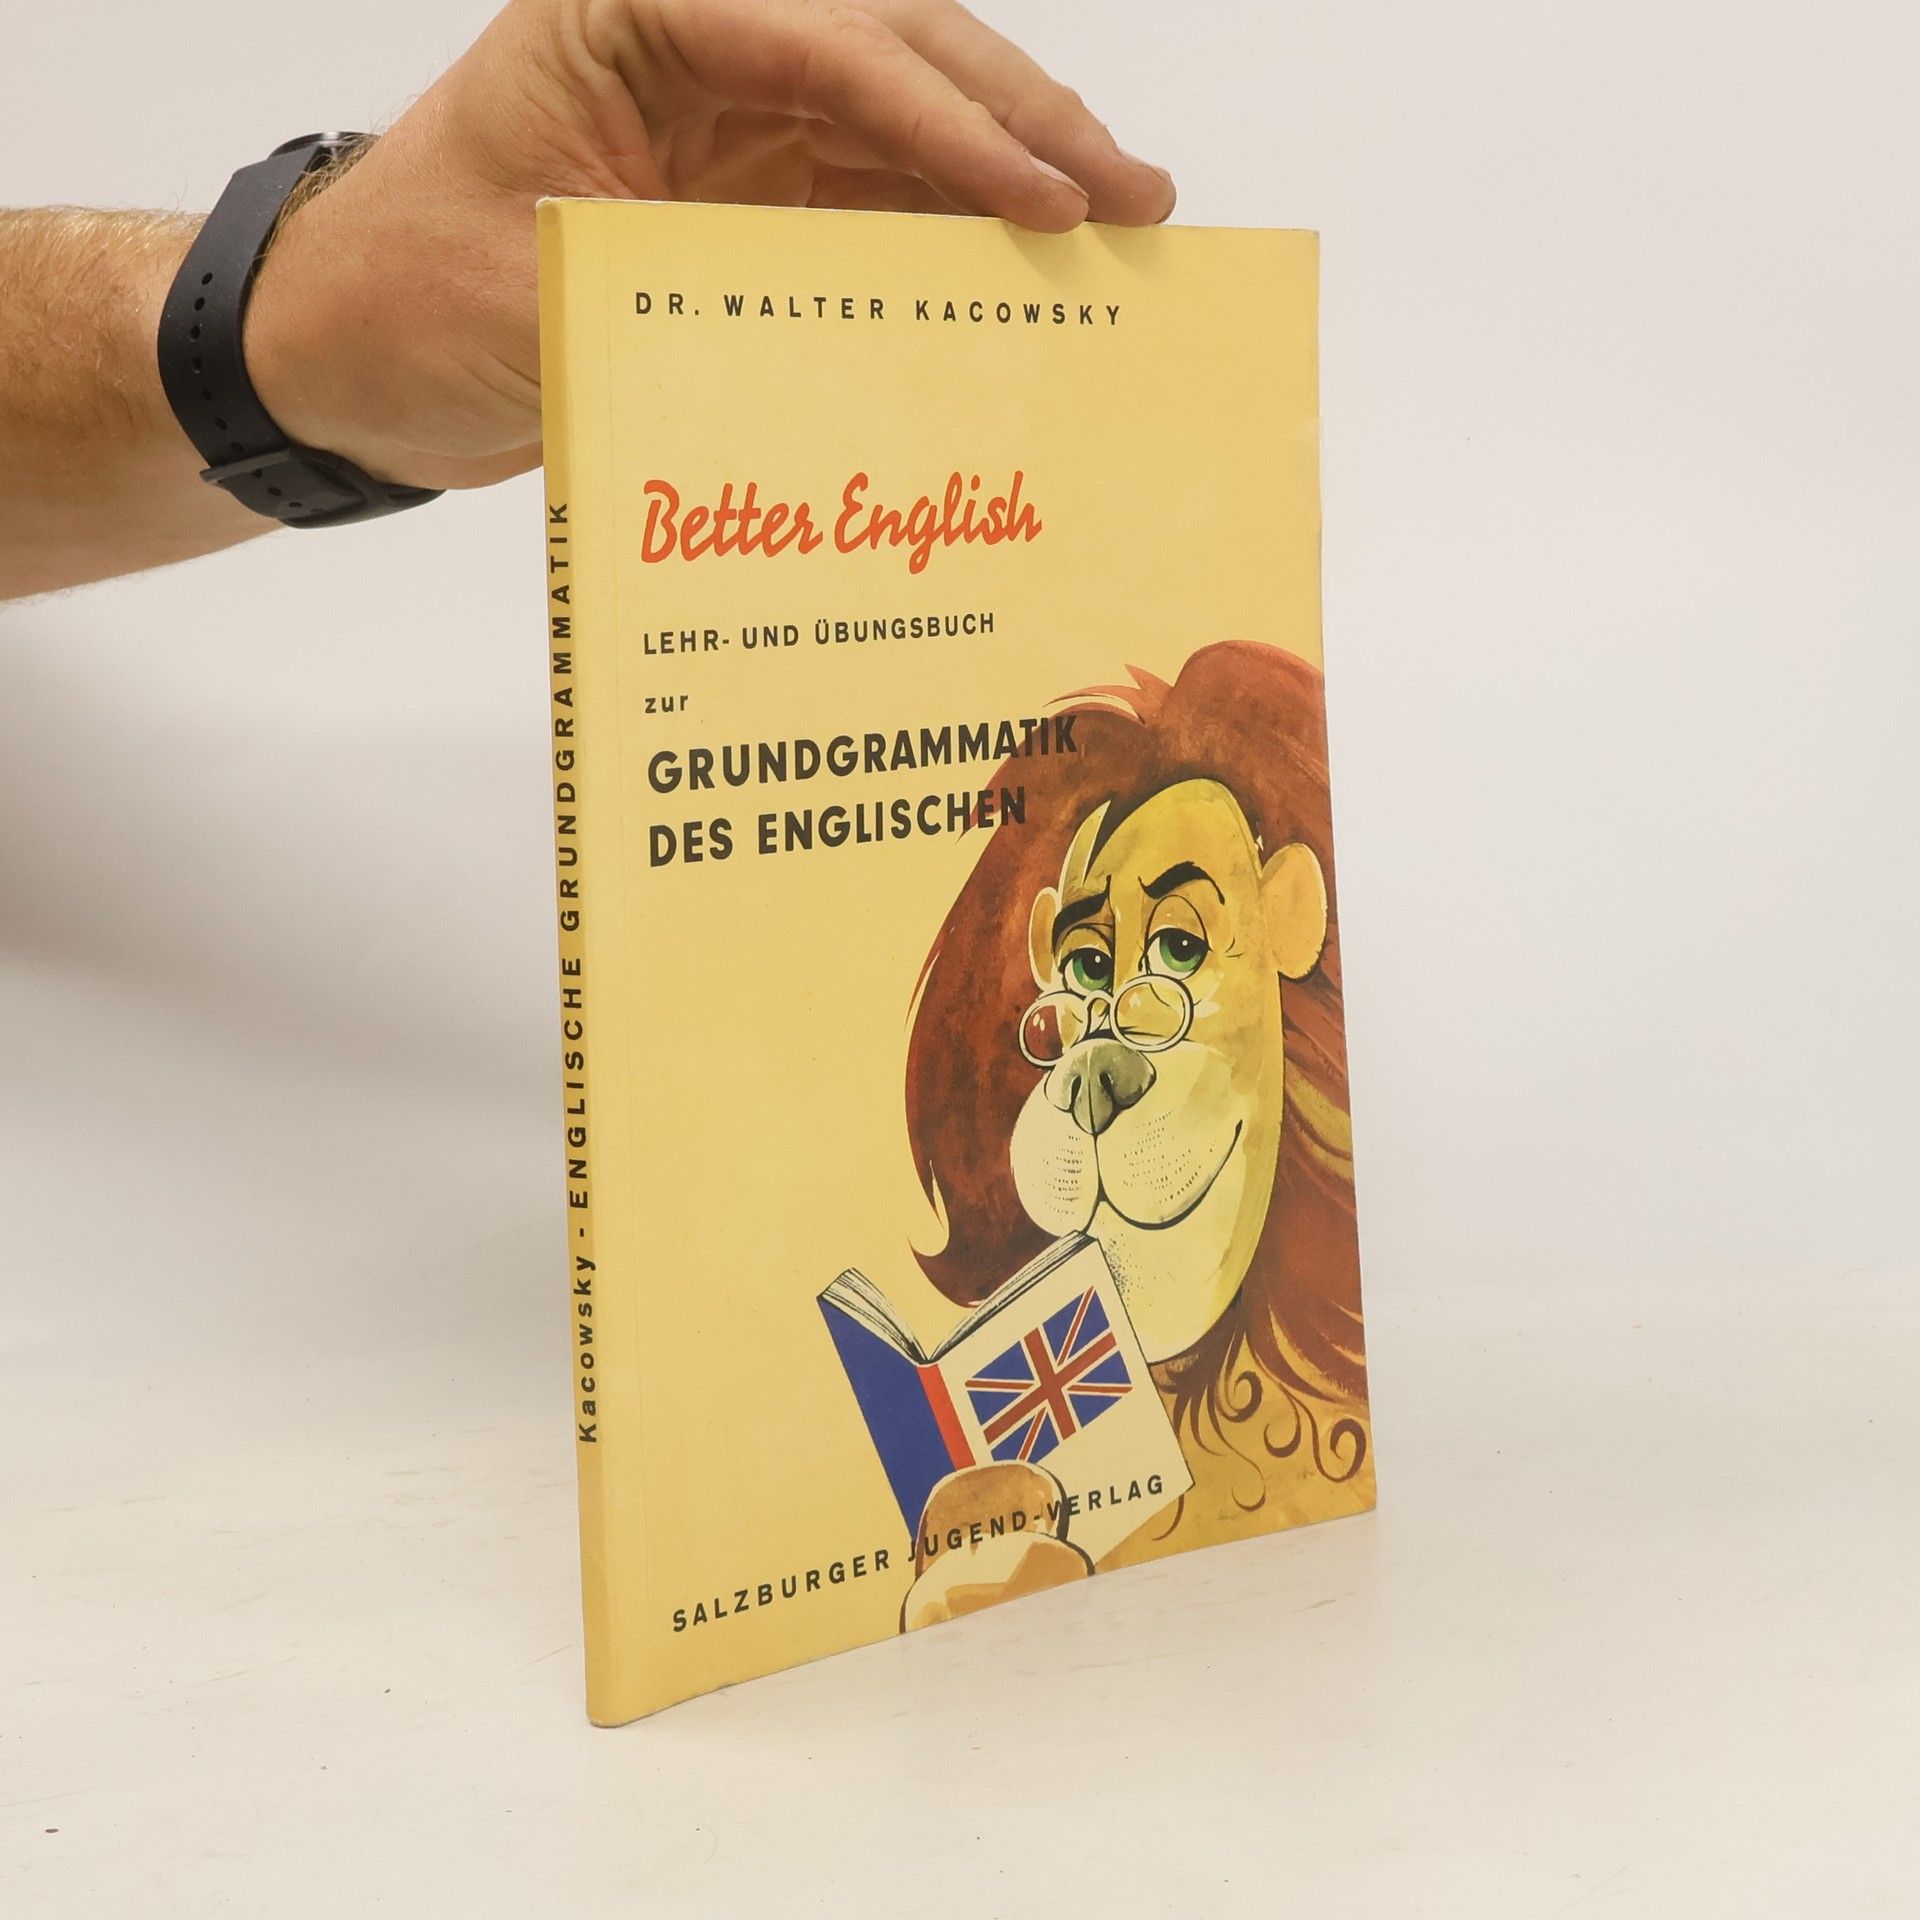 DR. WALTER KACOWSKY
Better English
LEHR- UND ÜBUNGSBUCH
zur
GRUNDGRAMMATIK
DES ENGLISCHEN
SALZBURGER JUGEND-VERLAG
Kacowsky - ENGLISCHE GRUNDGRAMMATIK